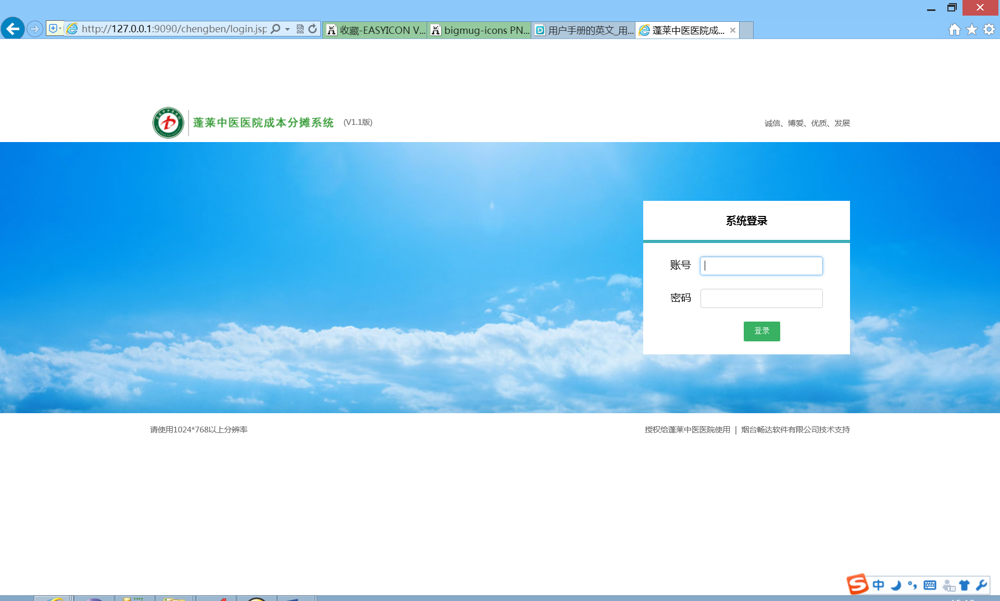 http://127.0.0.1:9090/chengben/login.jsp
收藏-EASYICON V...
bigmug-icons PN...
用户手册的英文_用...
蓬莱中医医院成...
蓬莱中医医院成本分摊系统 (V1.1版)
诚信、博爱、优质、发展
系统登录
账号
密码
登录
请使用1024*768以上分辨率
授权给蓬莱中医医院使用 | 烟台畅达软件有限公司技术支持
中